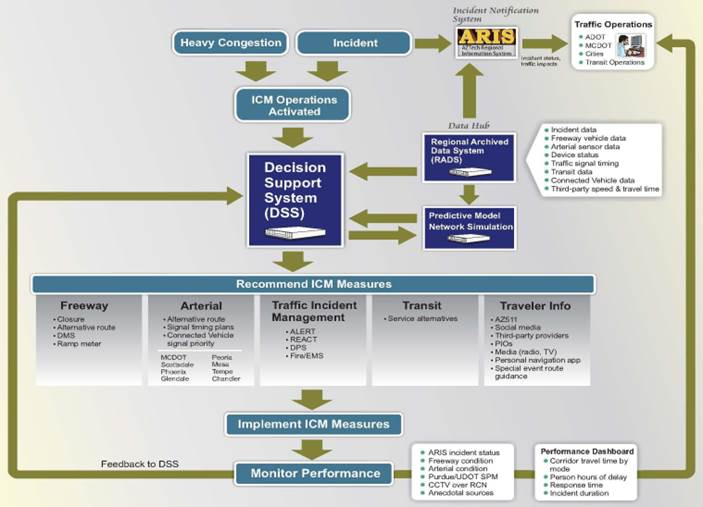 Incident Notification
System
Heavy Congestion
Incident
ARIS
AZTech Regional
Information System
Incident status,
traffic impacts
Traffic Operations
• ADOT
• MCDOT
• Cities
• Transit Operations
ICM Operations
Activated
Data Hub
Regional Archived
Data System
(RADS)
• Incident data
• Freeway vehicle data
• Arterial sensor data
• Device status
• Traffic signal timing
• Transit data
• Connected Vehicle data
• Third-party speed & travel time
Decision
Support
System
(DSS)
Predictive Model
Network Simulation
Recommend ICM Measures
Freeway
• Closure
• Alternative route
• DMS
• Ramp meter
Arterial
• Alternative route
• Signal timing plans
• Connected Vehicle
signal priority
MCDOT Peoria
Scottsdale Mesa
Phoenix Tempe
Glendale Chandler
Traffic Incident
Management
• ALERT
• REACT
• DPS
• Fire/EMS
Transit
• Service alternatives
Traveler Info
• AZ511
• Social media
• Third-party providers
• PIOs
• Media (radio, TV)
• Personal navigation app
• Special event route
guidance
Implement ICM Measures
Feedback to DSS
Monitor Performance
• ARIS incident status
• Freeway condition
• Arterial condition
• Purdue/UDOT SPM
• CCTV over RCN
• Anecdotal sources
Performance Dashboard
• Corridor travel time by
mode
• Person hours of delay
• Response time
• Incident duration